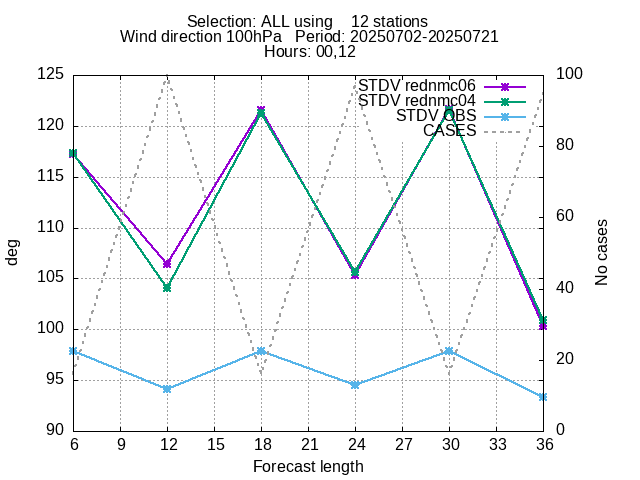 Selection: ALL using    12 stations
Wind direction 100hPa   Period: 20250702-20250721
Hours: 00,12
STDV rednmc06
STDV rednmc04
STDV OBS
CASES
125
120
115
110
105
100
95
90
deg
100
80
60
40
20
0
No cases
6 9 12 15 18 21 24 27 30 33 36
Forecast length